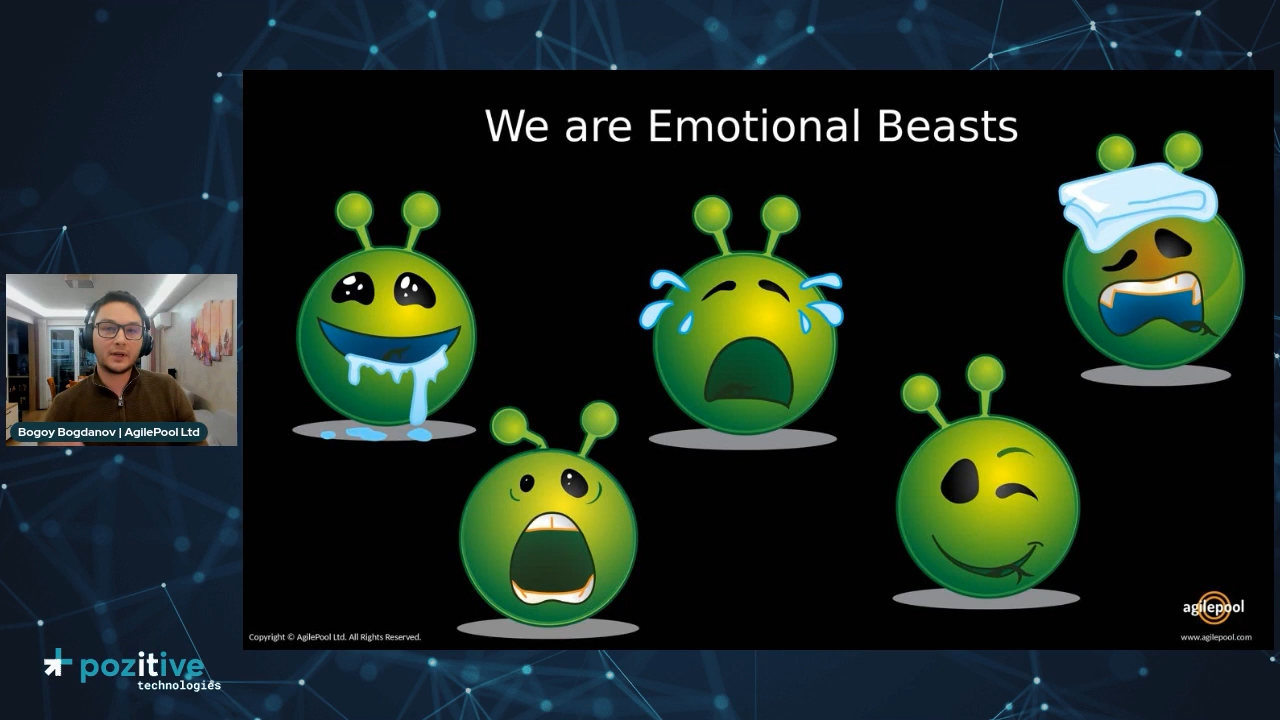 We are Emotional Beasts
Bogoy Bogdanov | AgilePool Ltd
agilepool
Copyright © AgilePool Ltd. All Rights Reserved.
www.agilepool.com
pozitive
technologies